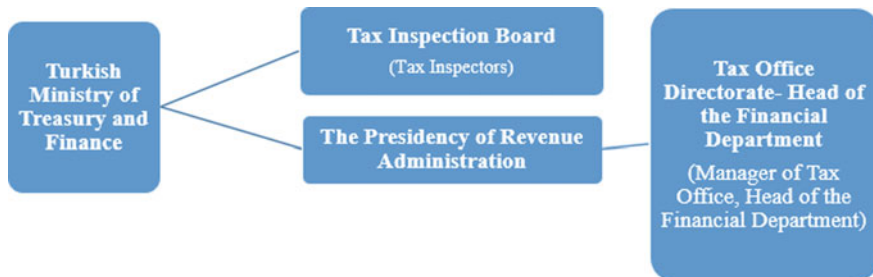 Turkish
Ministry of
Treasury and
Finance
Tax Inspection Board
(Tax Inspectors)
The Presidency of Revenue
Administration
Tax Office
Directorate- Head of
the Financial
Department
(Manager of Tax
Office, Head of the
Financial Department)